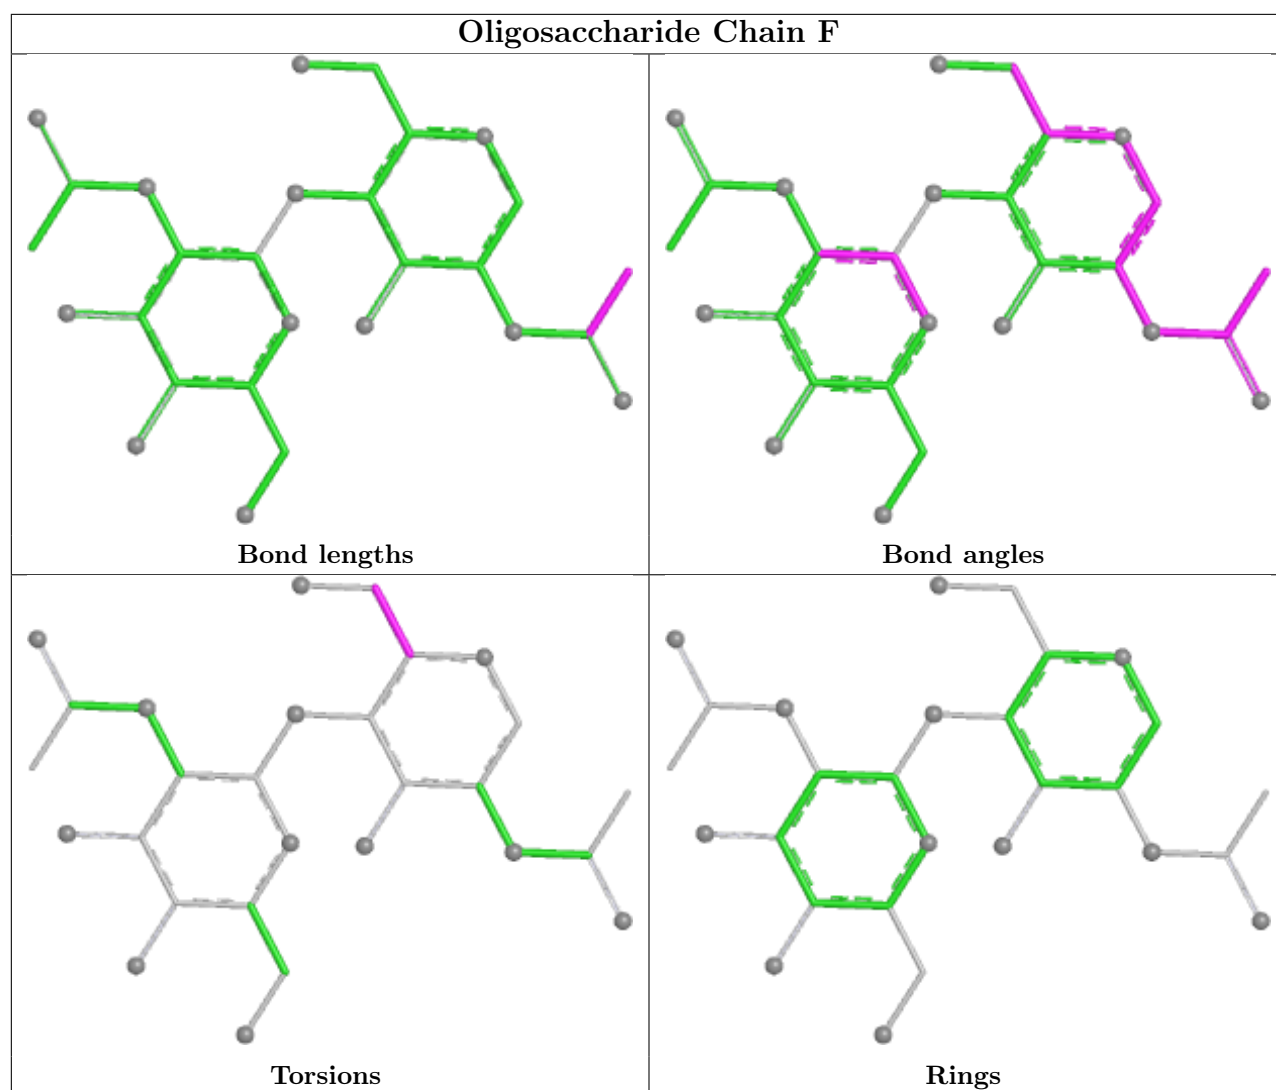 Oligosaccharide Chain F
Bond lengths
Bond angles
Torsions
Rings